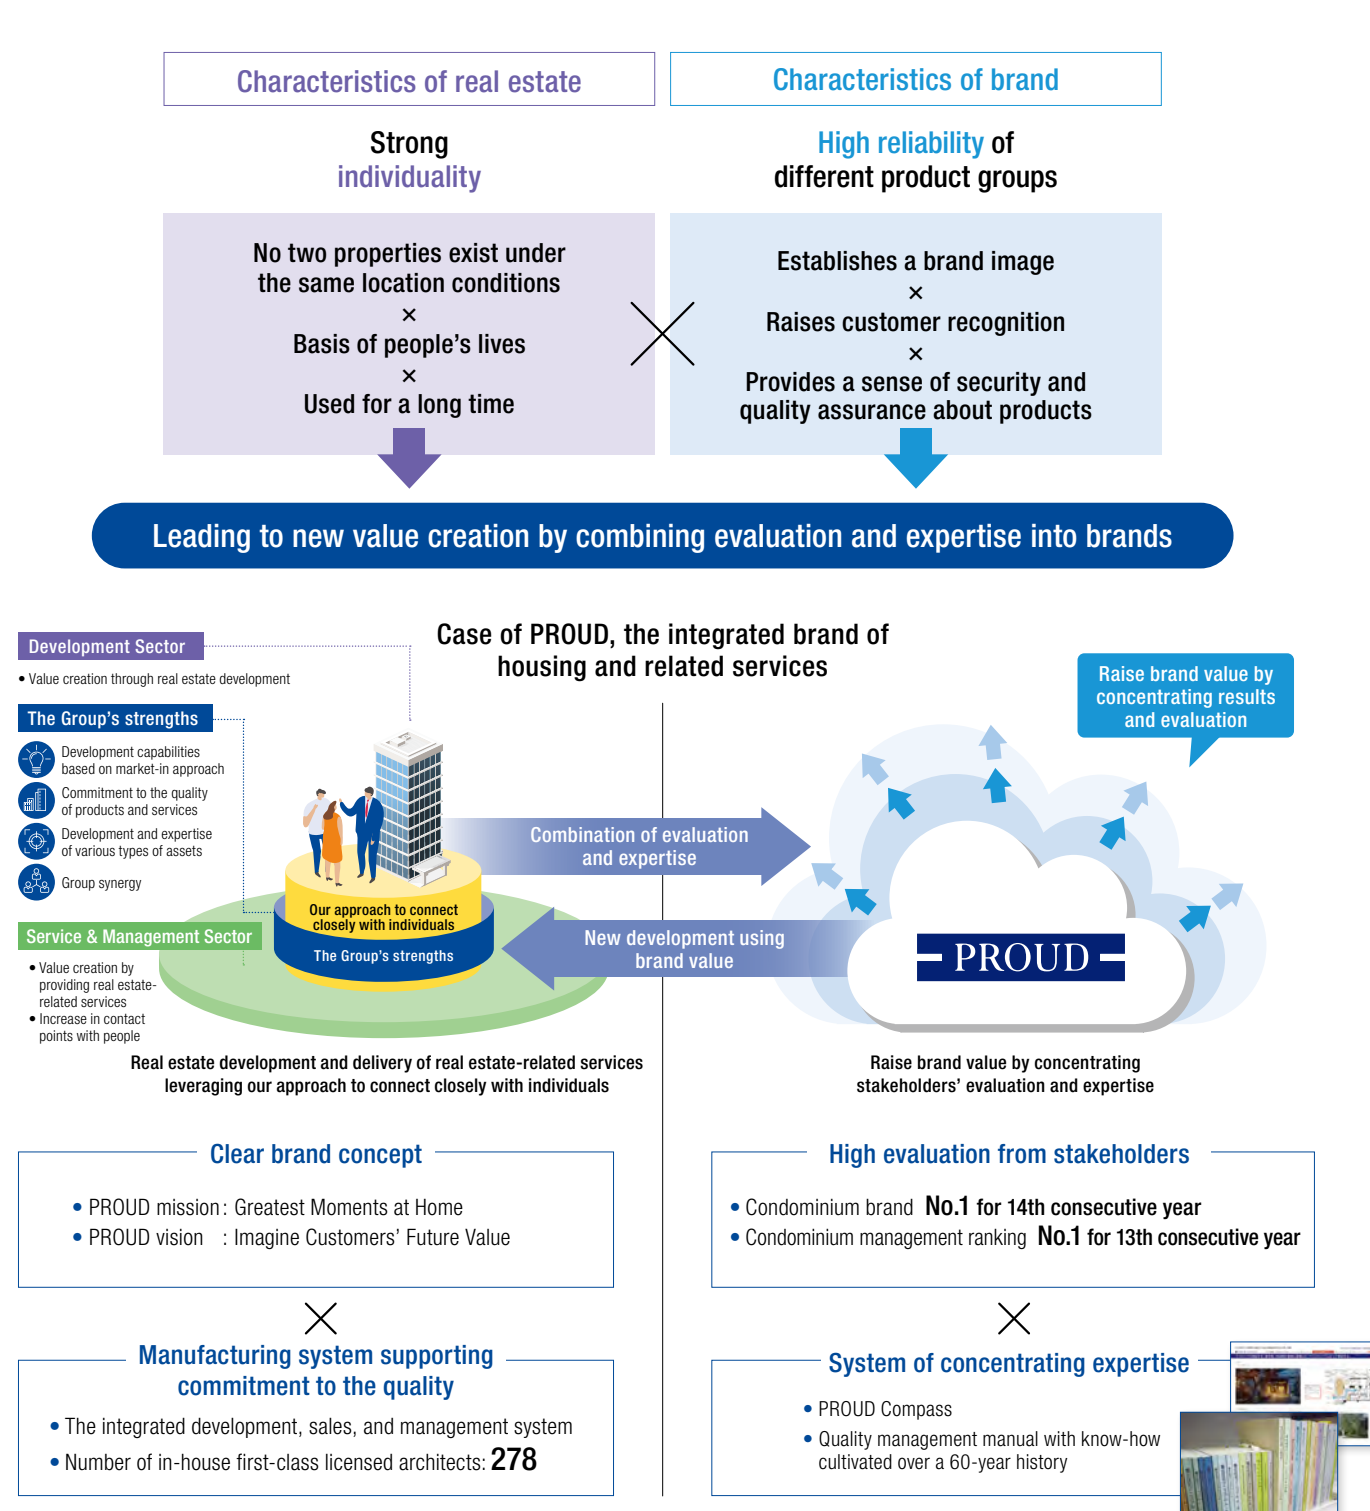 Characteristics of real estate
Strong
individuality
No two properties exist under
the same location conditions
×
Basis of people's lives
×
Used for a long time
Characteristics of brand
High reliability of
different product groups
Establishes a brand image
×
Raises customer recognition
×
Provides a sense of security and
quality assurance about products
Leading to new value creation by combining evaluation and expertise into brands
Case of PROUD, the integrated brand of
housing and related services
Development Sector
• Value creation through real estate development
The Group's strengths
Development capabilities
based on market-in approach
Commitment to the quality
of products and services
Development and expertise
of various types of assets
Group synergy
Service & Management Sector
• Value creation by
providing real estate-
related services
• Increase in contact
points with people
Our approach to connect
closely with individuals
The Group's strengths
Combination of evaluation
and expertise
New development using
brand value
Raise brand value by
concentrating results
and evaluation
PROUD
Real estate development and delivery of real estate-related services
leveraging our approach to connect closely with individuals
Raise brand value by concentrating
stakeholders' evaluation and expertise
Clear brand concept
• PROUD mission : Greatest Moments at Home
• PROUD vision : Imagine Customers' Future Value
Manufacturing system supporting
commitment to the quality
• The integrated development, sales, and management system
• Number of in-house first-class licensed architects: 278
High evaluation from stakeholders
• Condominium brand No.1 for 14th consecutive year
• Condominium management ranking No.1 for 13th consecutive year
System of concentrating expertise
• PROUD Compass
• Quality management manual with know-how
cultivated over a 60-year history